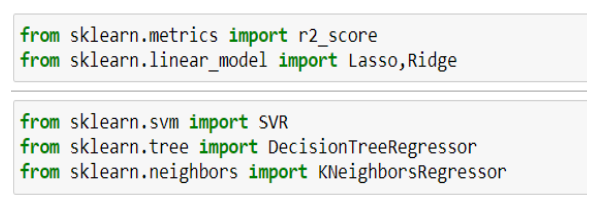 from sklearn.metrics import r2_score
from sklearn.linear_model import Lasso,Ridge
from sklearn.svm import SVR
from sklearn.tree import DecisionTreeRegressor
from sklearn.neighbors import KNeighborsRegressor